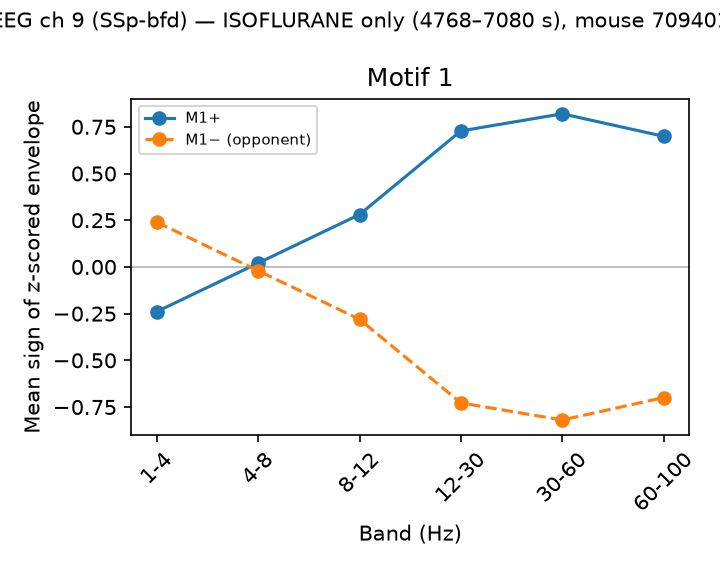 EEG ch 9 (SSp-bfd) — ISOFLURANE only (4768–7080 s), mouse 709401
Motif 1
M1+
M1− (opponent)
Mean sign of z-scored envelope
0.75
0.50
0.25
0.00
−0.25
−0.50
−0.75
1-4
4-8
8-12
12-30
30-60
60-100
Band (Hz)